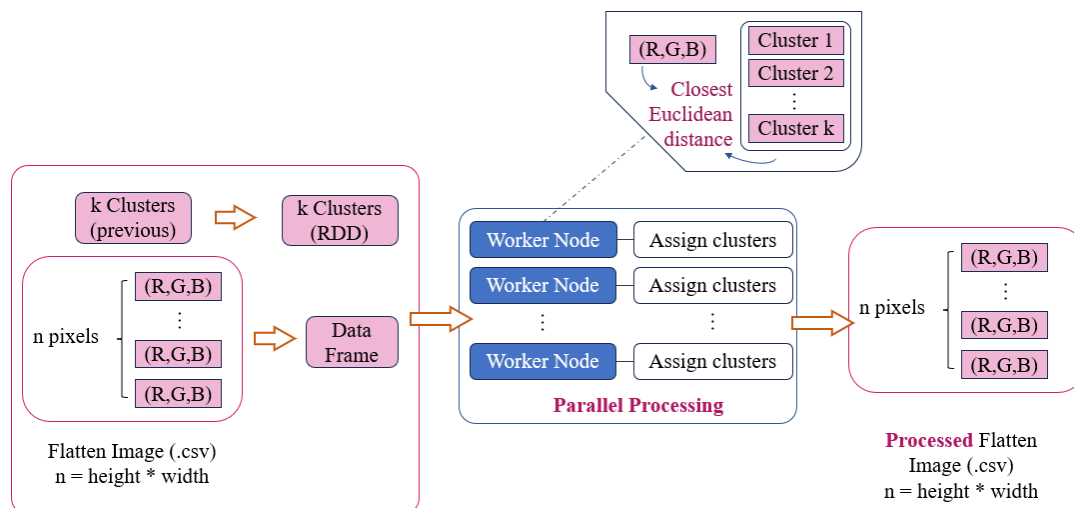 (R,G,B)
Closest
Euclidean
distance
Cluster 1
Cluster 2
⋮
Cluster k
k Clusters
(previous)
k Clusters
(RDD)
n pixels
(R,G,B)
⋮
(R,G,B)
(R,G,B)
Data
Frame
Flatten Image (.csv)
n = height * width
Worker Node
Assign clusters
Worker Node
Assign clusters
⋮
⋮
Worker Node
Assign clusters
Parallel Processing
n pixels
(R,G,B)
⋮
(R,G,B)
(R,G,B)
Processed Flatten
Image (.csv)
n = height * width